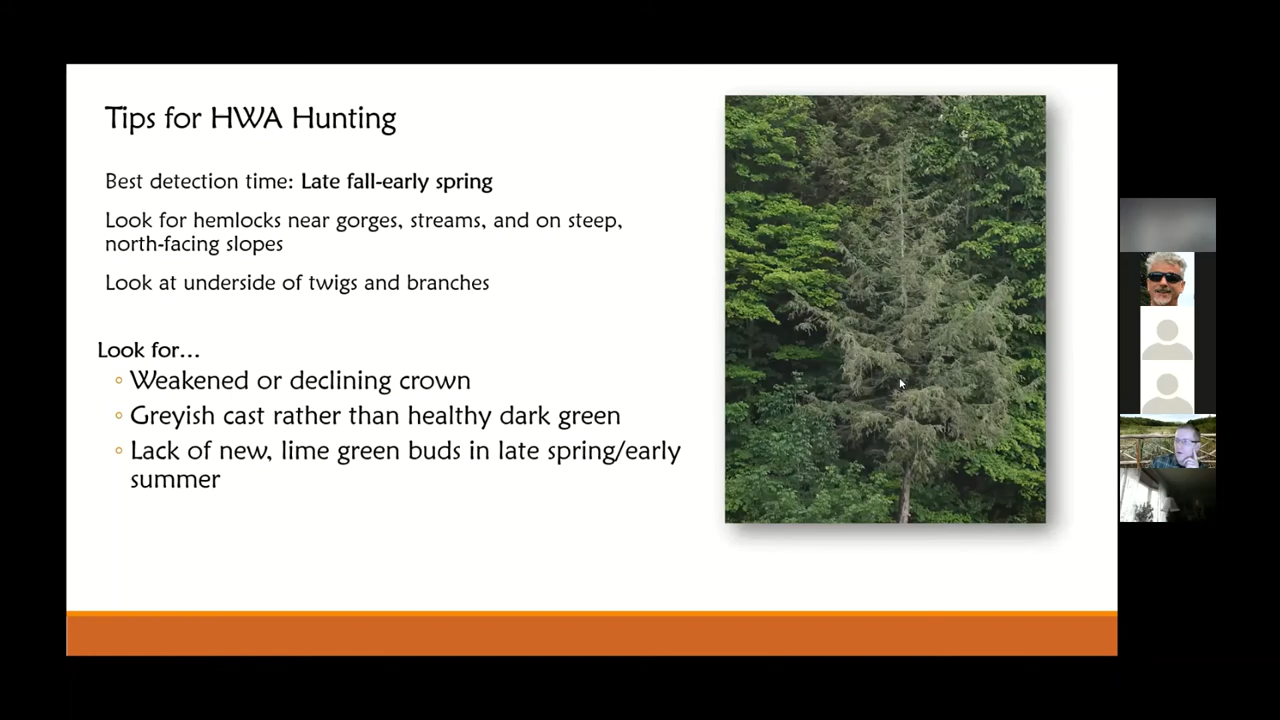 Tips for HWA Hunting
Best detection time: Late fall-early spring
Look for hemlocks near gorges, streams, and on steep,
north-facing slopes
Look at underside of twigs and branches
Look for...
◦ Weakened or declining crown
◦ Greyish cast rather than healthy dark green
◦ Lack of new, lime green buds in late spring/early
summer